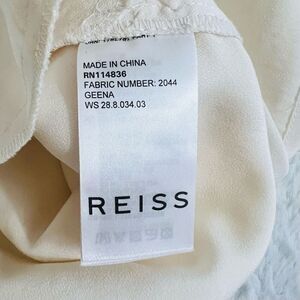 MADE IN CHINA
RN114836
FABRIC NUMBER: 2044
GEENA
WS 28.8.034.03
REISS